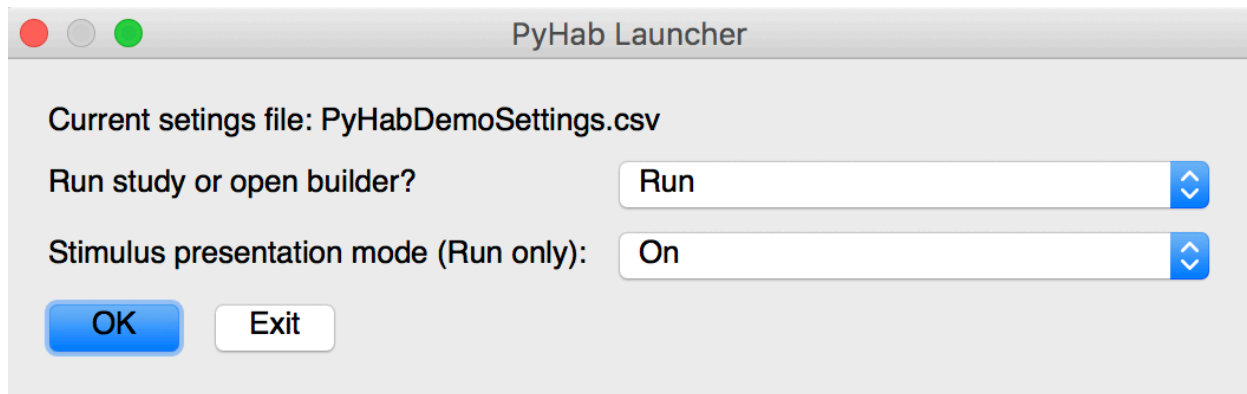 PyHab Launcher
Current setings file: PyHabDemoSettings.csv
Run study or open builder? Run
Stimulus presentation mode (Run only): On
OK Exit